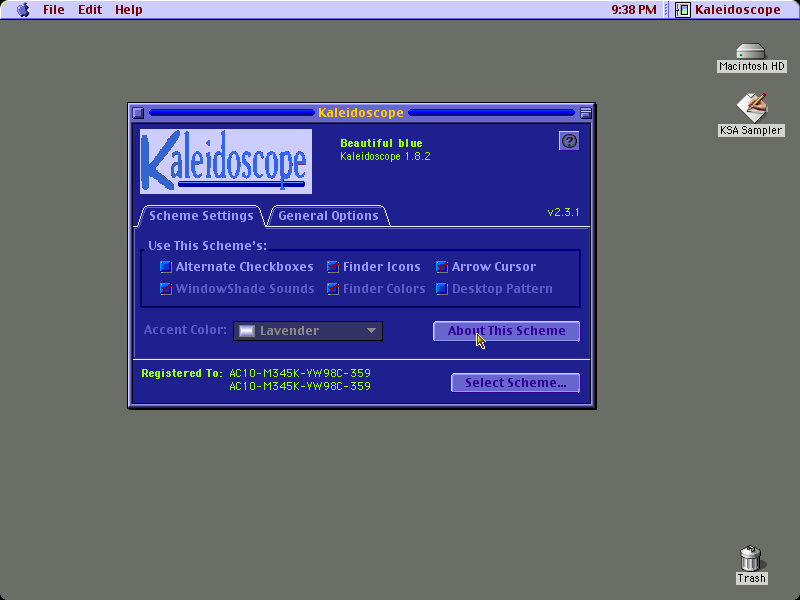 File Edit Help 9:38 PM Kaleidoscope
Macintosh HD
KSA Sampler
Kaleidoscope
Kaleidoscope
Beautiful blue
Kaleidoscope 1.8.2
?
Scheme Settings General Options v2.3.1
Use This Scheme's:
Alternate Checkboxes Finder Icons Arrow Cursor
WindowShade Sounds Finder Colors Desktop Pattern
Accent Color: Lavender About This Scheme
Registered To: AC10-M345K-YW98C-359
AC10-M345K-YW98C-359
Select Scheme...
Trash